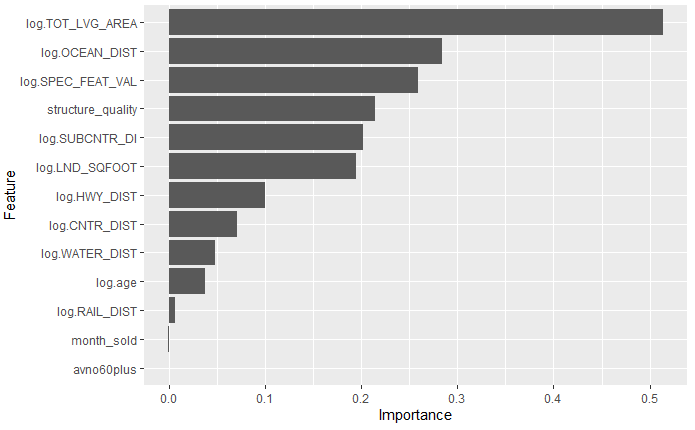 log.TOT_LVG_AREA
log.OCEAN_DIST
log.SPEC_FEAT_VAL
structure_quality
log.SUBCNTR_DI
log.LND_SQFOOT
log.HWY_DIST
log.CNTR_DIST
log.WATER_DIST
log.age
log.RAIL_DIST
month_sold
avno60plus
Feature
0.0 0.1 0.2 0.3 0.4 0.5
Importance